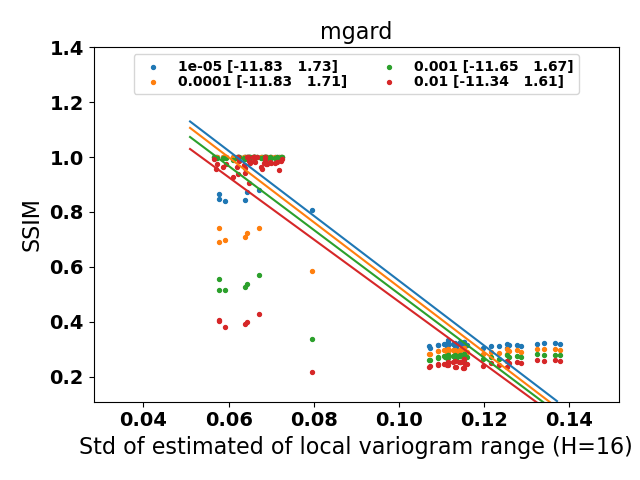 mgard
1e-05 [-11.83   1.73]
0.0001 [-11.83   1.71]
0.001 [-11.65   1.67]
0.01 [-11.34   1.61]
SSIM
1.4
1.2
1.0
0.8
0.6
0.4
0.2
0.04 0.06 0.08 0.10 0.12 0.14
Std of estimated of local variogram range (H=16)